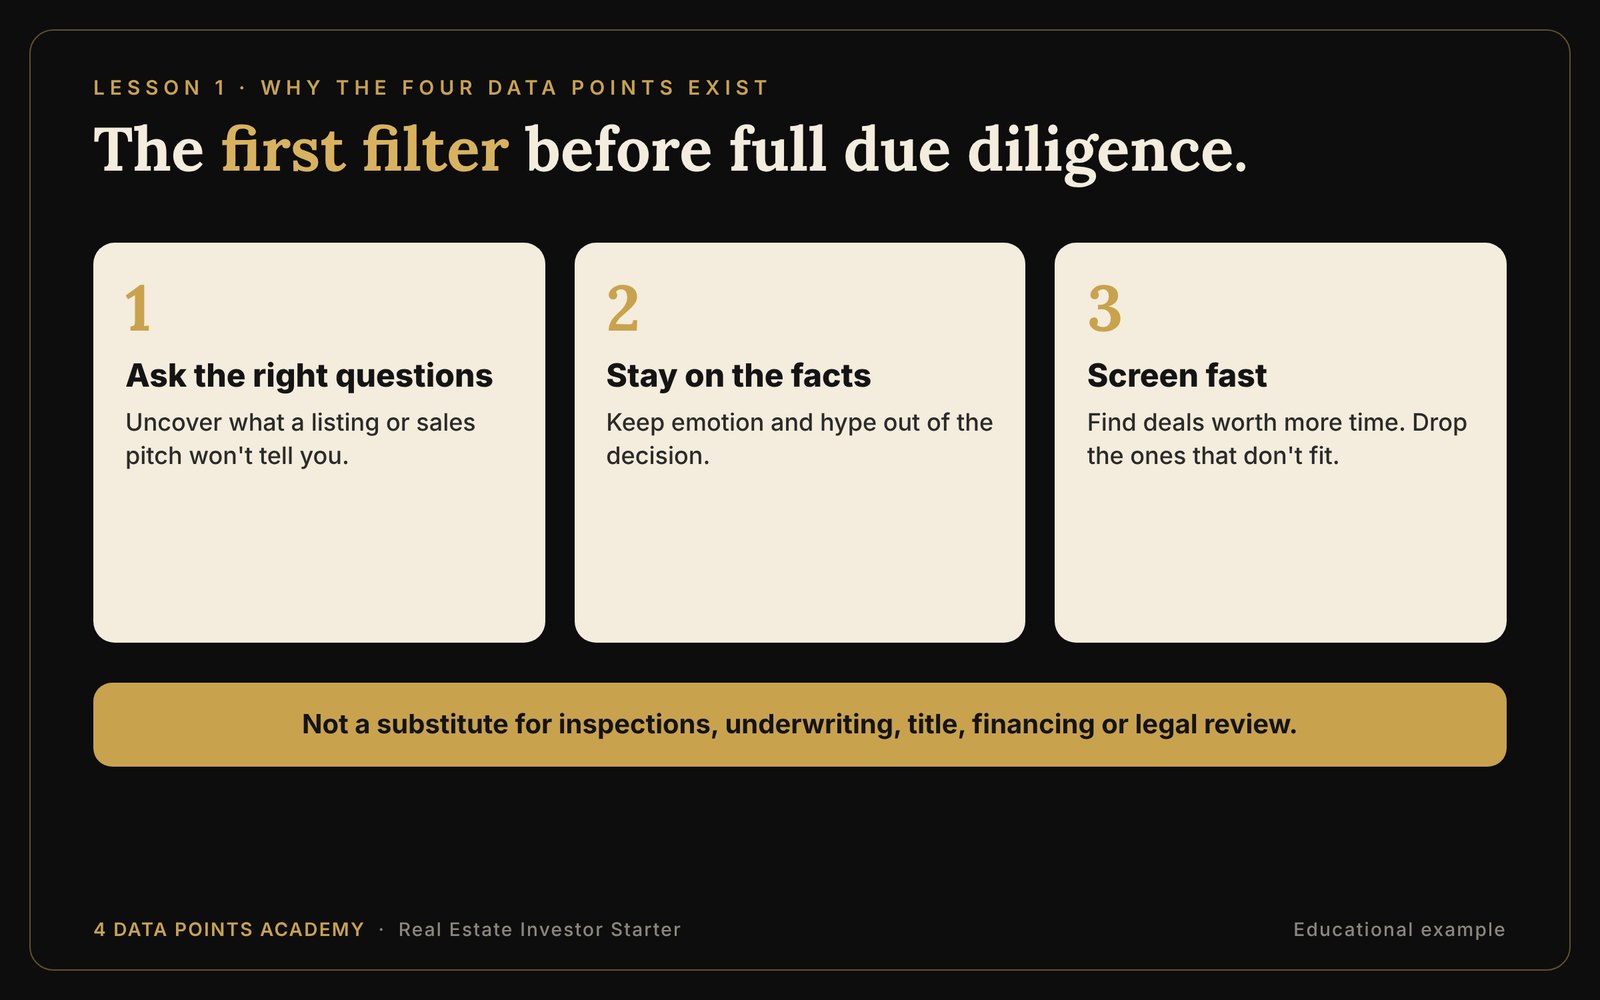 LESSON 1 · WHY THE FOUR DATA POINTS EXIST
The first filter before full due diligence.
1
Ask the right questions
Uncover what a listing or sales
pitch won't tell you.
2
Stay on the facts
Keep emotion and hype out of the
decision.
3
Screen fast
Find deals worth more time. Drop
the ones that don't fit.
Not a substitute for inspections, underwriting, title, financing or legal review.
4 DATA POINTS ACADEMY · Real Estate Investor Starter
Educational example